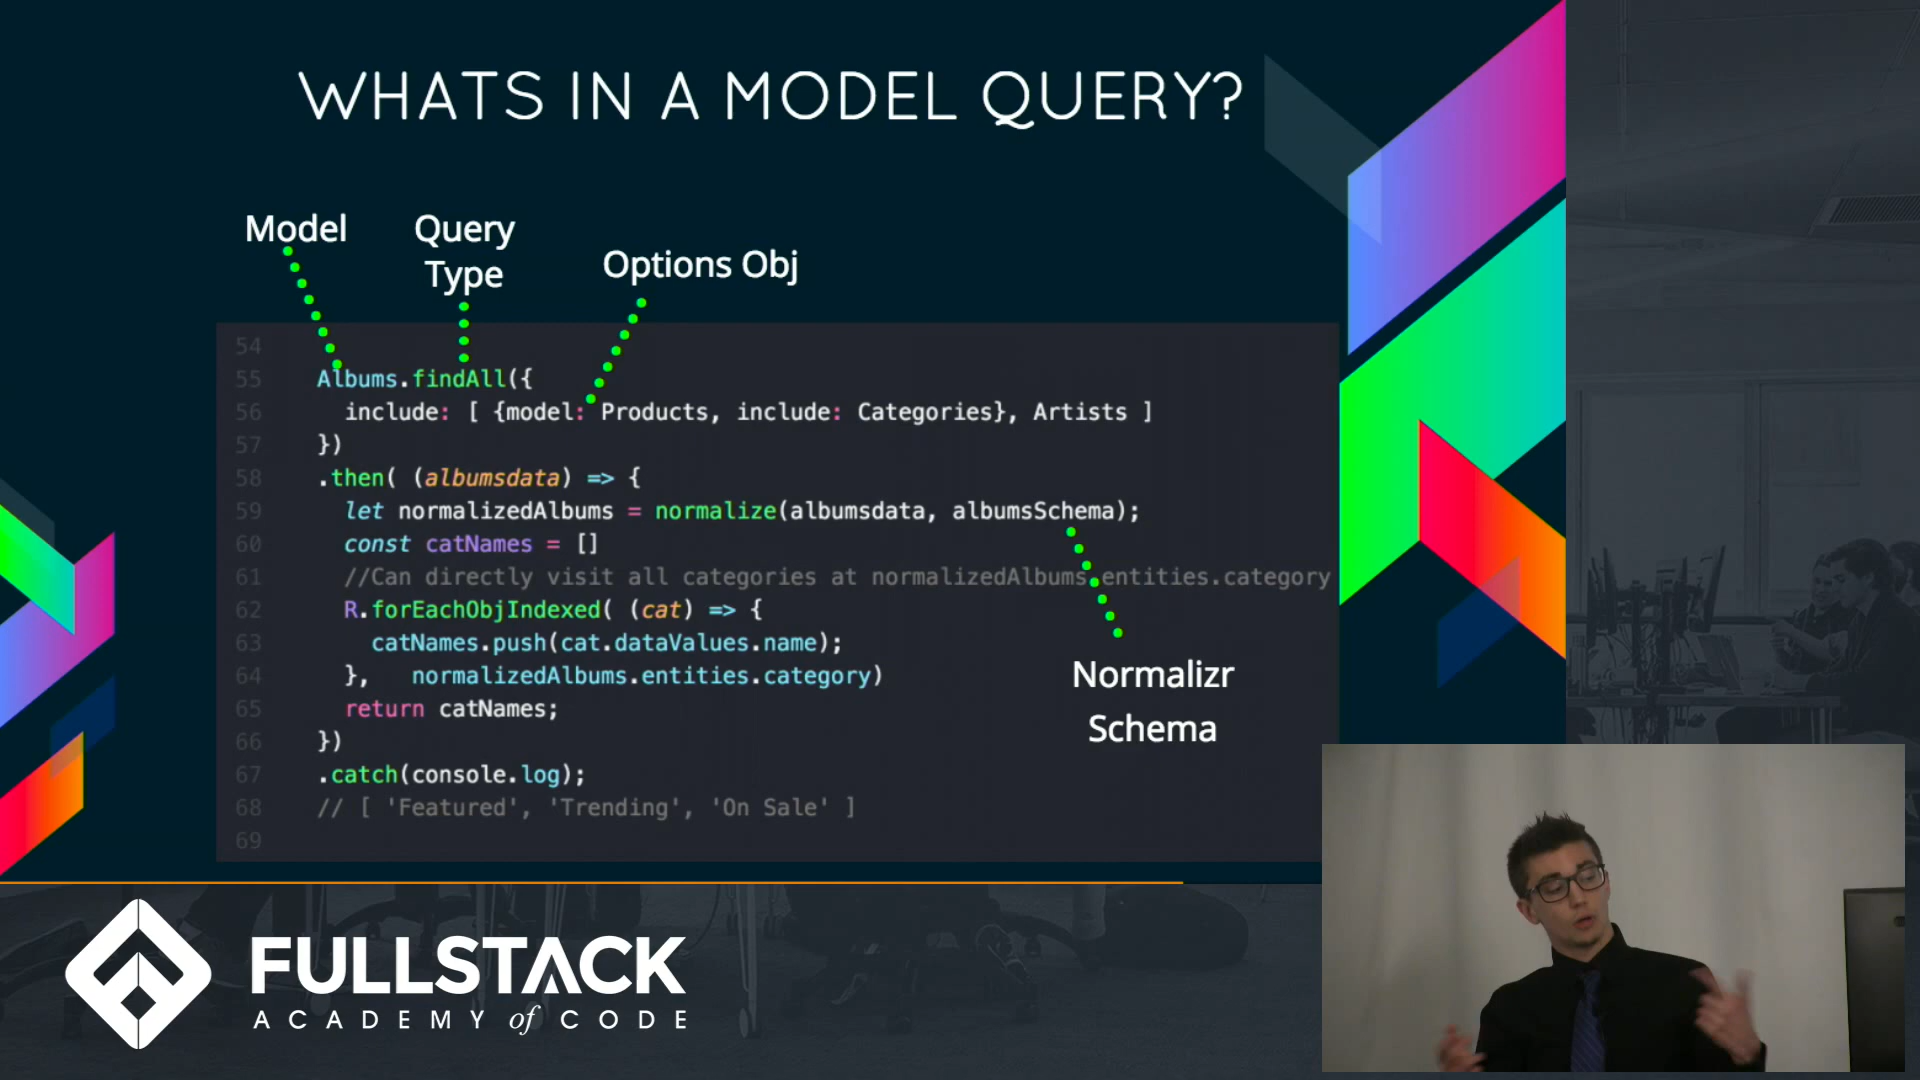 WHATS IN A MODEL QUERY?
Model
Query
Type
Options Obj
54
55 Albums.findAll({
56 include: [ {model: Products, include: Categories}, Artists ]
57 })
58 .then( (albumsdata) => {
59 let normalizedAlbums = normalize(albumsdata, albumsSchema);
60 const catNames = []
61 //Can directly visit all categories at normalizedAlbums.entities.category
62 R.forEachObjIndexed( (cat) => {
63 catNames.push(cat.dataValues.name);
64 }, normalizedAlbums.entities.category)
65 return catNames;
66 })
67 .catch(console.log);
68 // [ 'Featured', 'Trending', 'On Sale' ]
69
Normalizr
Schema
FULLSTACK
ACADEMY of CODE